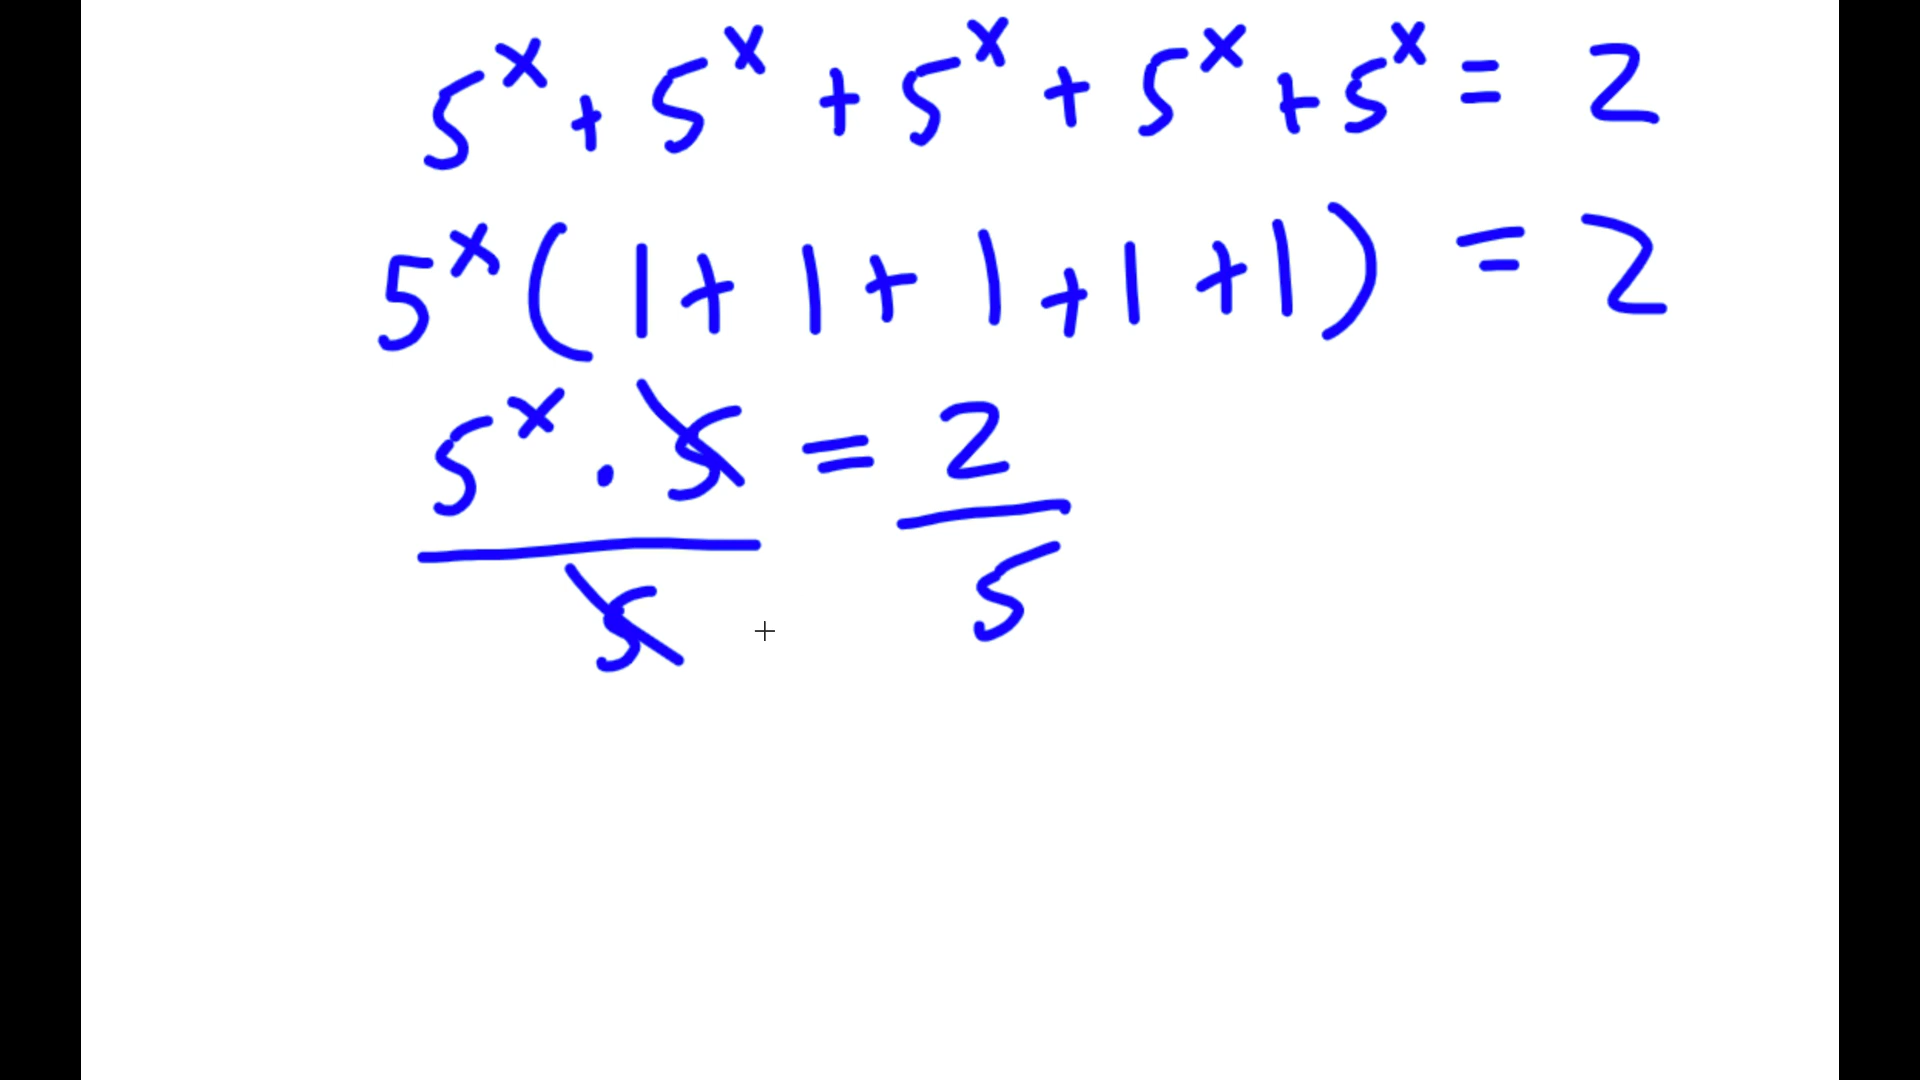 5^x + 5^x + 5^x + 5^x + 5^x = 2
5^x (1 + 1 + 1 + 1 + 1) = 2
5^x · 5 = 2
5 5